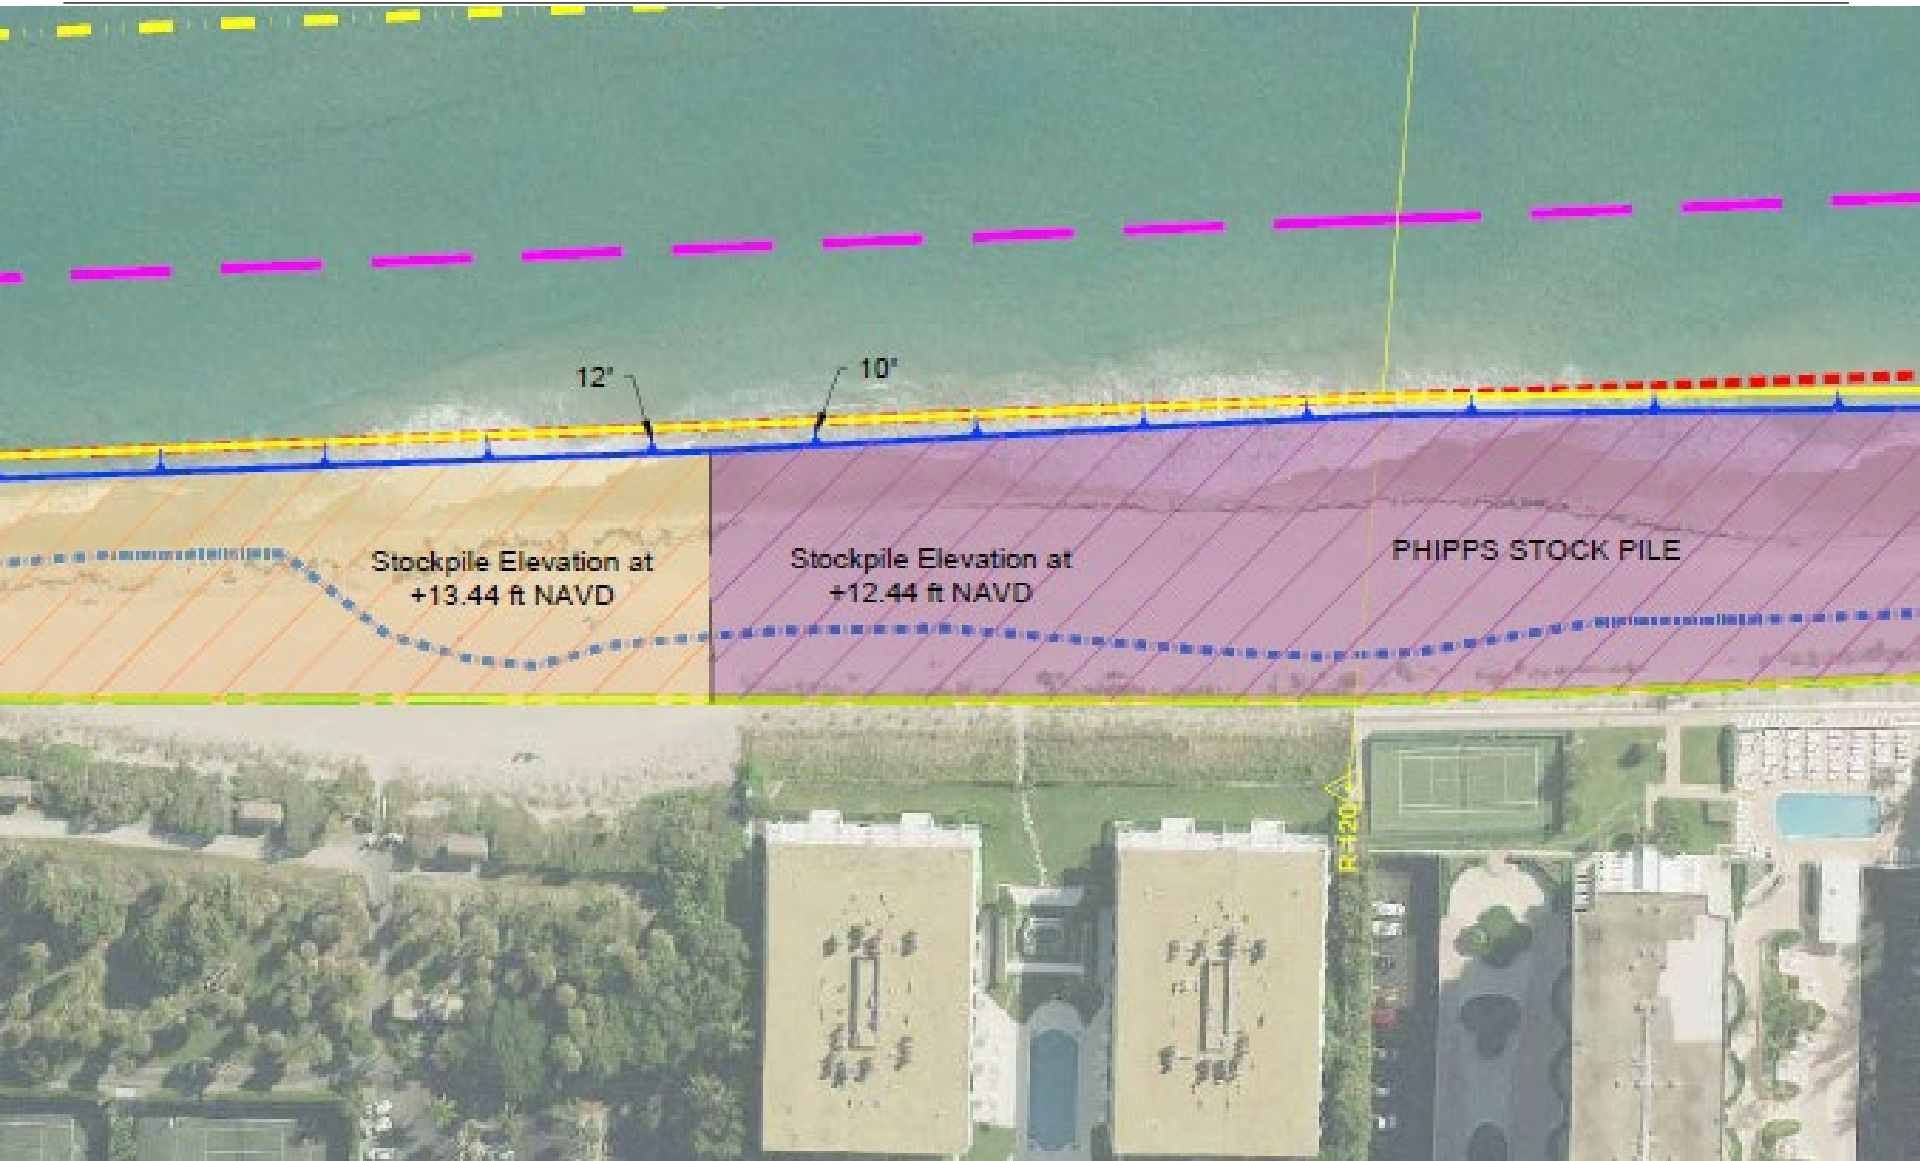 12'
10'
Stockpile Elevation at
+13.44 ft NAVD
Stockpile Elevation at
+12.44 ft NAVD
PHIPPS STOCK PILE
R-120